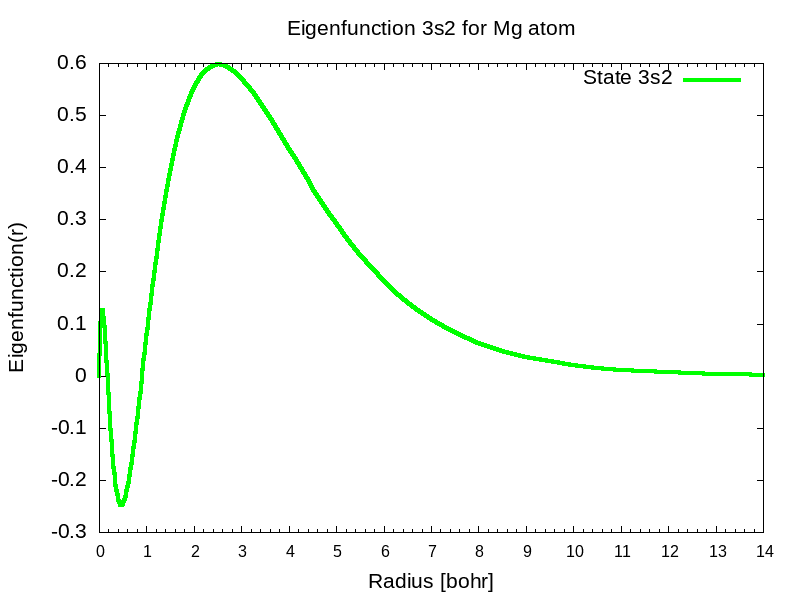 Eigenfunction 3s2 for Mg atom
State 3s2
0.6
0.5
0.4
0.3
0.2
0.1
0
-0.1
-0.2
-0.3
Eigenfunction(r)
0 1 2 3 4 5 6 7 8 9 10 11 12 13 14
Radius [bohr]